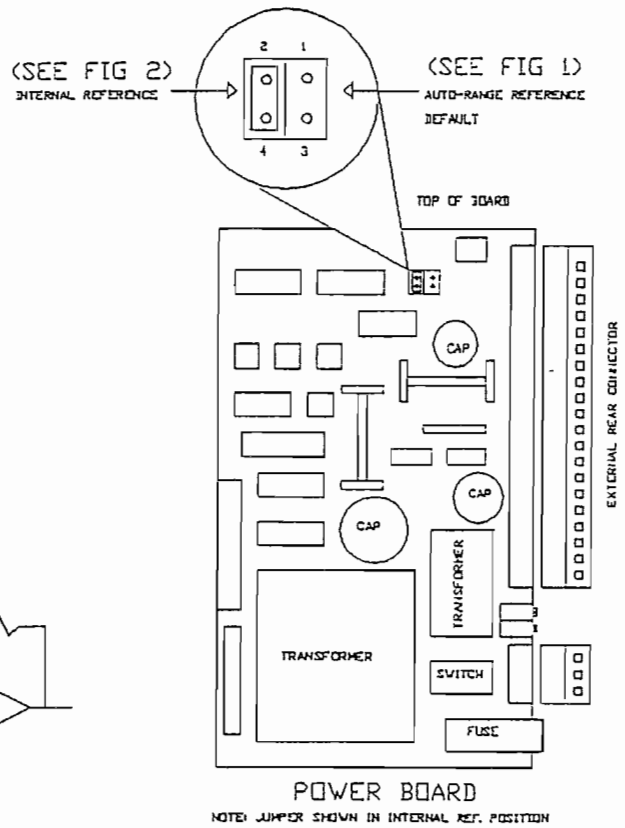 2 1
(SEE FIG 2)
INTERNAL REFERENCE
(SEE FIG 1)
AUTO-RANGE REFERENCE
DEFAULT
4 3
TOP OF BOARD
CAP
EXTERNAL REAR CONNECTOR
CAP
CAP
TRANSFORMER
TRANSFORMER
SWITCH
FUSE
POWER BOARD
NOTE: JUMPER SHOWN IN INTERNAL REF. POSITION